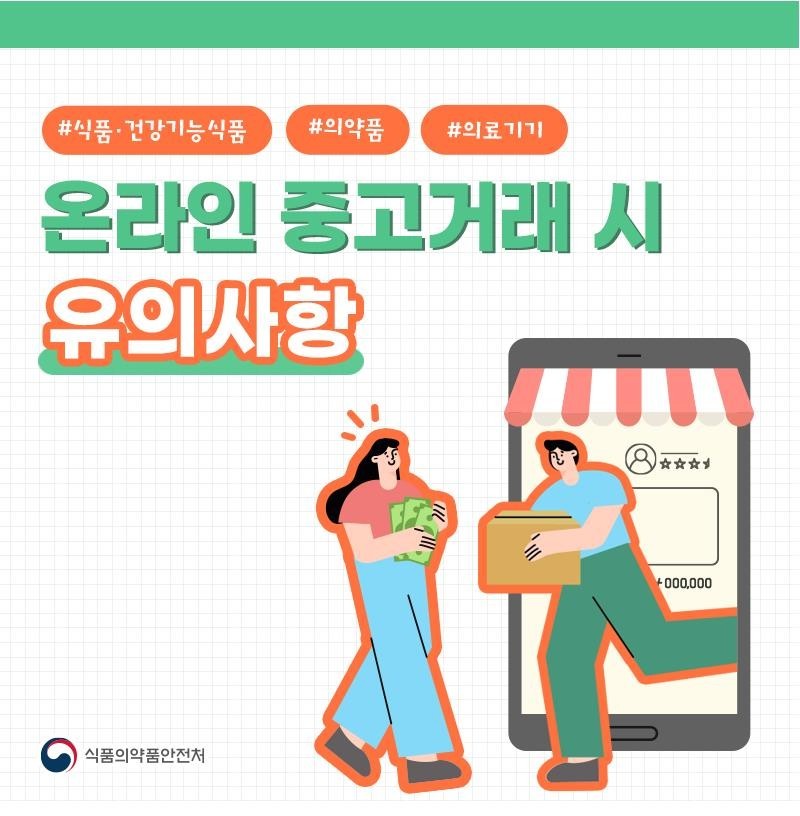 #식품·건강기능식품 #의약품 #의료기기
온라인 중고거래 시
유의사항
000,000
식품의약품안전처